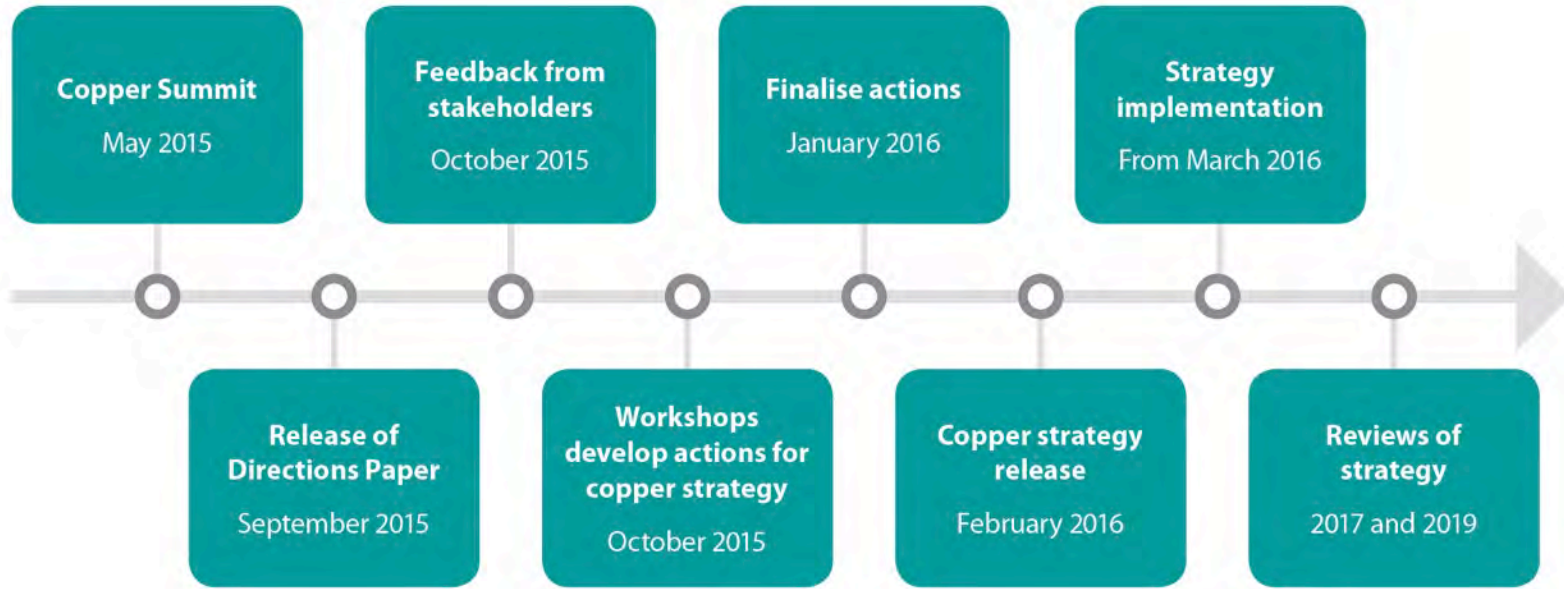 Copper Summit
May 2015
Release of
Directions Paper
September 2015
Feedback from
stakeholders
October 2015
Workshops
develop actions for
copper strategy
October 2015
Finalise actions
January 2016
Copper strategy
release
February 2016
Strategy
implementation
From March 2016
Reviews of
strategy
2017 and 2019